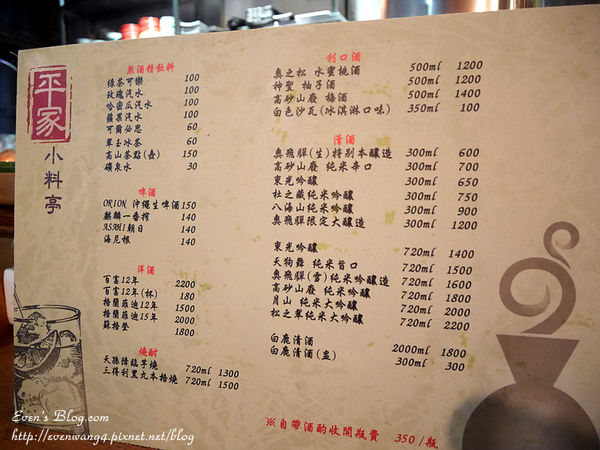 平家
小料亭
無酒精飲料
綠茶可樂 100
玫瑰汽水 100
哈密瓜汽水 100
蘋果汽水 100
可爾必思 60
翠玉冰茶 60
高山茶點(壺) 150
礦泉水 30
啤酒
ORION 沖繩生啤酒 150
麒麟一番搾 140
ASAHI朝日 140
海尼根 140
洋酒
百富12年 2200
百富12年(杯) 180
格蘭菲迪12年 1500
格蘭菲迪15年 2000
蘇格登 1800
燒酎
天孫降臨芋燒 720ml 1300
三得利黑九本格燒 720ml 1500
利口酒
奧之松 水蜜桃酒 500ml 1200
神聖 柚子酒 500ml 1200
高砂山廢 梅酒 500ml 1400
白色沙瓦(冰淇淋口味) 350ml 100
清酒
奧飛驒(生)特別本釀造 300ml 600
高砂山廢 純米辛口 300ml 700
東光吟釀 300ml 650
杜之藏純米吟釀 300ml 750
八海山純米吟釀 300ml 900
奧飛驒限定大釀造 300ml 1200
東光吟釀 720ml 1400
天狗舞 純米旨口 720ml 1500
奧飛驒(雪)純米吟釀造 720ml 1600
高砂山廢 純米吟釀 720ml 1800
月山 純米大吟釀 720ml 2000
松之翠純米大吟釀 720ml 2200
白鹿清酒 2000ml 1800
白鹿清酒(盅) 300ml 300
※自帶酒酌收開瓶費 350/瓶
Even's Blog.com
http://evenwang4.pixnet.net/blog